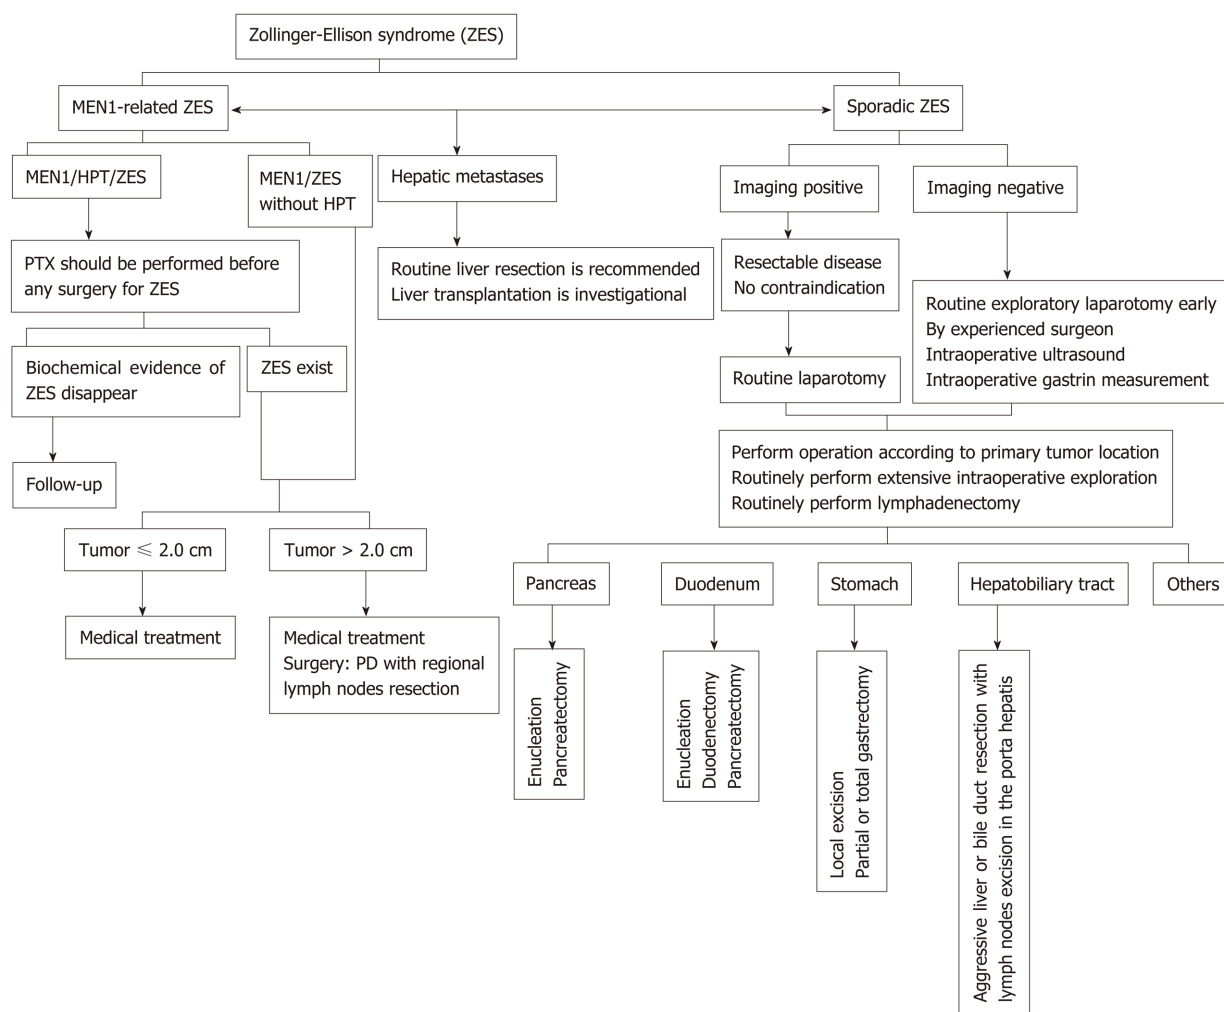 Zollinger-Ellison syndrome (ZES)
MEN1-related ZES
Sporadic ZES
MEN1/HPT/ZES
MEN1/ZES
without HPT
Hepatic metastases
Imaging positive
Imaging negative
PTX should be performed before
any surgery for ZES
Routine liver resection is recommended
Liver transplantation is investigational
Resectable disease
No contraindication
Routine exploratory laparotomy early
By experienced surgeon
Intraoperative ultrasound
Intraoperative gastrin measurement
Biochemical evidence of
ZES disappear
ZES exist
Routine laparotomy
Follow-up
Perform operation according to primary tumor location
Routinely perform extensive intraoperative exploration
Routinely perform lymphadenectomy
Tumor ⩽ 2.0 cm
Tumor > 2.0 cm
Pancreas
Duodenum
Stomach
Hepatobiliary tract
Others
Medical treatment
Medical treatment
Surgery: PD with regional
lymph nodes resection
Enucleation
Pancreatectomy
Enucleation
Duodenectomy
Pancreatectomy
Local excision
Partial or total gastrectomy
Aggressive liver or bile duct resection with
lymph nodes excision in the porta hepatis